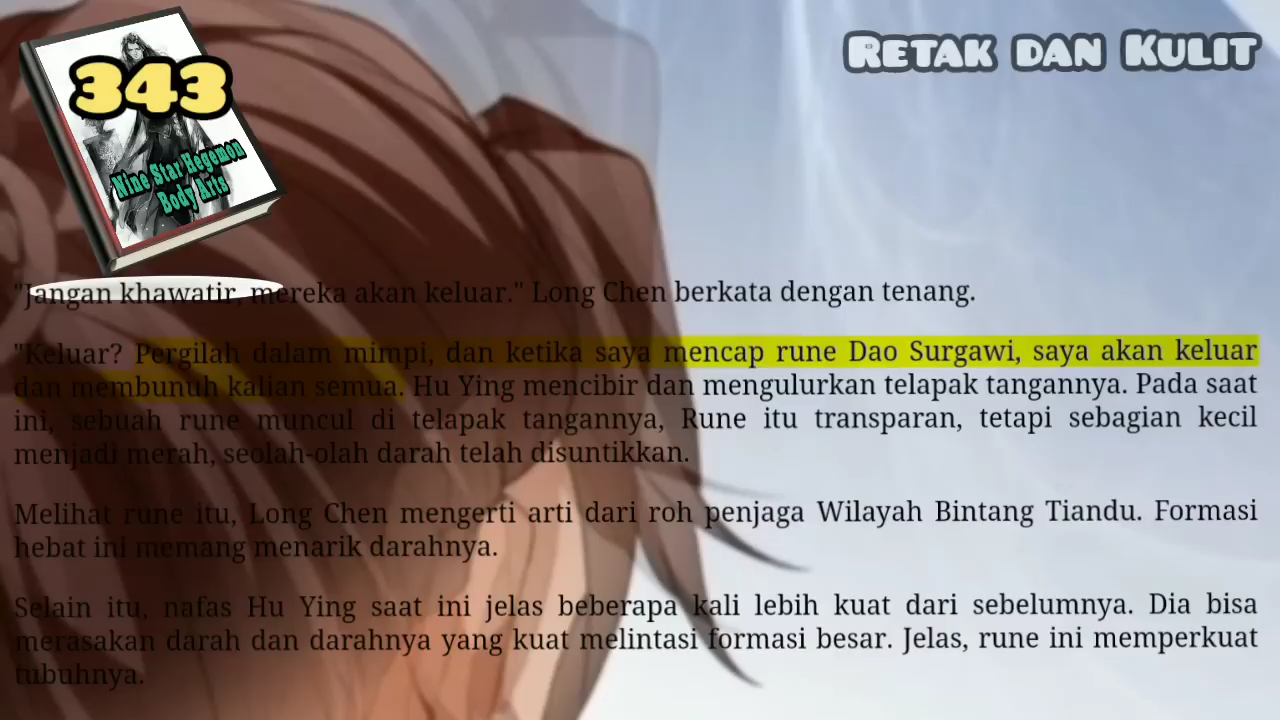 343
Nine Star Hegemon
Body Arts
Retak dan Kulit
"Jangan khawatir, mereka akan keluar." Long Chen berkata dengan tenang.
"Keluar? Pergilah dalam mimpi, dan ketika saya mencap rune Dao Surgawi, saya akan keluar
dan membunuh kalian semua. Hu Ying mencibir dan mengulurkan telapak tangannya. Pada saat
ini, sebuah rune muncul di telapak tangannya, Rune itu transparan, tetapi sebagian kecil
menjadi merah, seolah-olah darah telah disuntikkan.
Melihat rune itu, Long Chen mengerti arti dari roh penjaga Wilayah Bintang Tiandu. Formasi
hebat ini memang menarik darahnya.
Selain itu, nafas Hu Ying saat ini jelas beberapa kali lebih kuat dari sebelumnya. Dia bisa
merasakan darah dan darahnya yang kuat melintasi formasi besar. Jelas, rune ini memperkuat
tubuhnya.